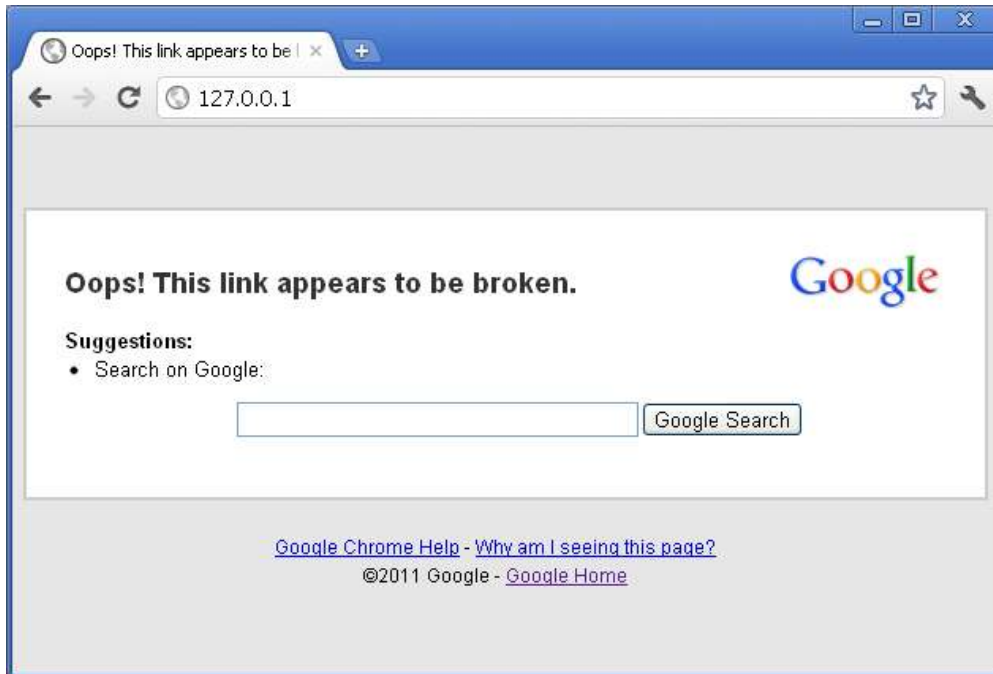 Oops! This link appears to be
127.0.0.1
Google
Oops! This link appears to be broken.
Suggestions:
• Search on Google:
Google Search
Google Chrome Help - Why am I seeing this page?
©2011 Google - Google Home